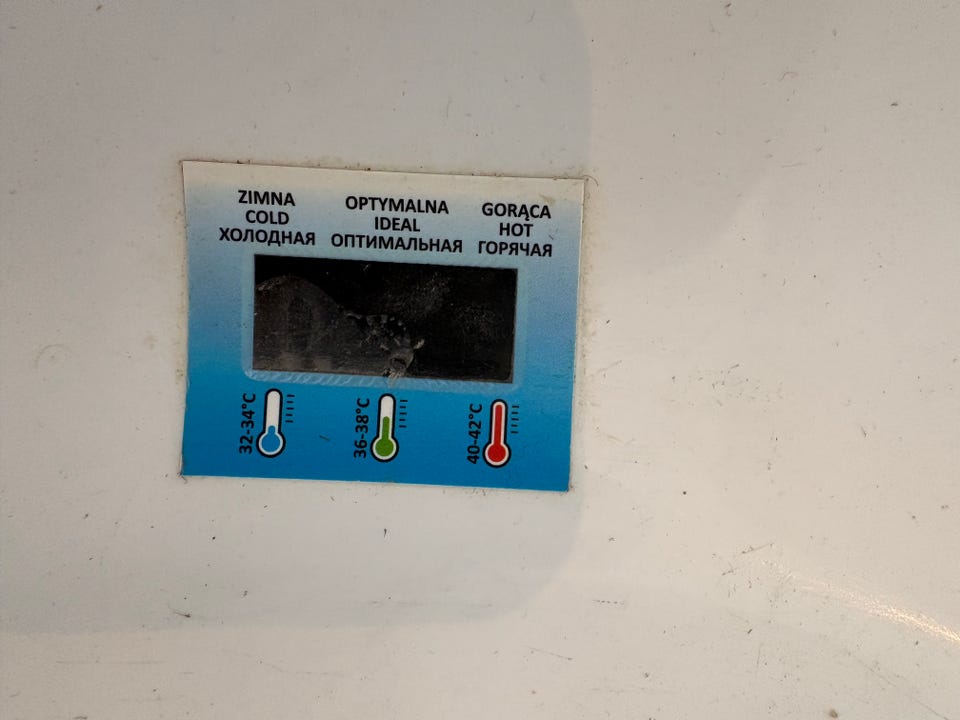 ZIMNA
COLD
ХОЛОДНАЯ
OPTYMALNA
IDEAL
ОПТИМАЛЬНАЯ
GORĄCA
HOT
ГОРЯЧАЯ
32-34°C
36-38°C
40-42°C